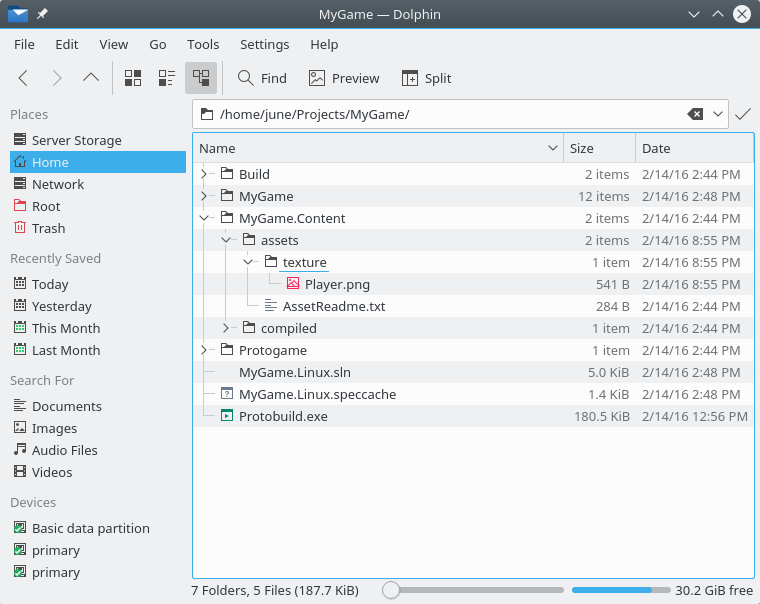 MyGame — Dolphin
File Edit View Go Tools Settings Help
Find Preview Split
Places
Server Storage
Home
Network
Root
Trash
Recently Saved
Today
Yesterday
This Month
Last Month
Search For
Documents
Images
Audio Files
Videos
Devices
Basic data partition
primary
primary
/home/june/Projects/MyGame/
Name Size Date
Build 2 items 2/14/16 2:44 PM
MyGame 12 items 2/14/16 2:48 PM
MyGame.Content 2 items 2/14/16 2:44 PM
assets 2 items 2/14/16 8:55 PM
texture 1 item 2/14/16 8:55 PM
Player.png 541 B 2/14/16 8:55 PM
AssetReadme.txt 284 B 2/14/16 2:44 PM
compiled 1 item 2/14/16 2:44 PM
Protogame 1 item 2/14/16 2:44 PM
MyGame.Linux.sln 5.0 KiB 2/14/16 2:48 PM
MyGame.Linux.speccache 1.4 KiB 2/14/16 2:48 PM
Protobuild.exe 180.5 KiB 2/14/16 12:56 PM
7 Folders, 5 Files (187.7 KiB) 30.2 GiB free